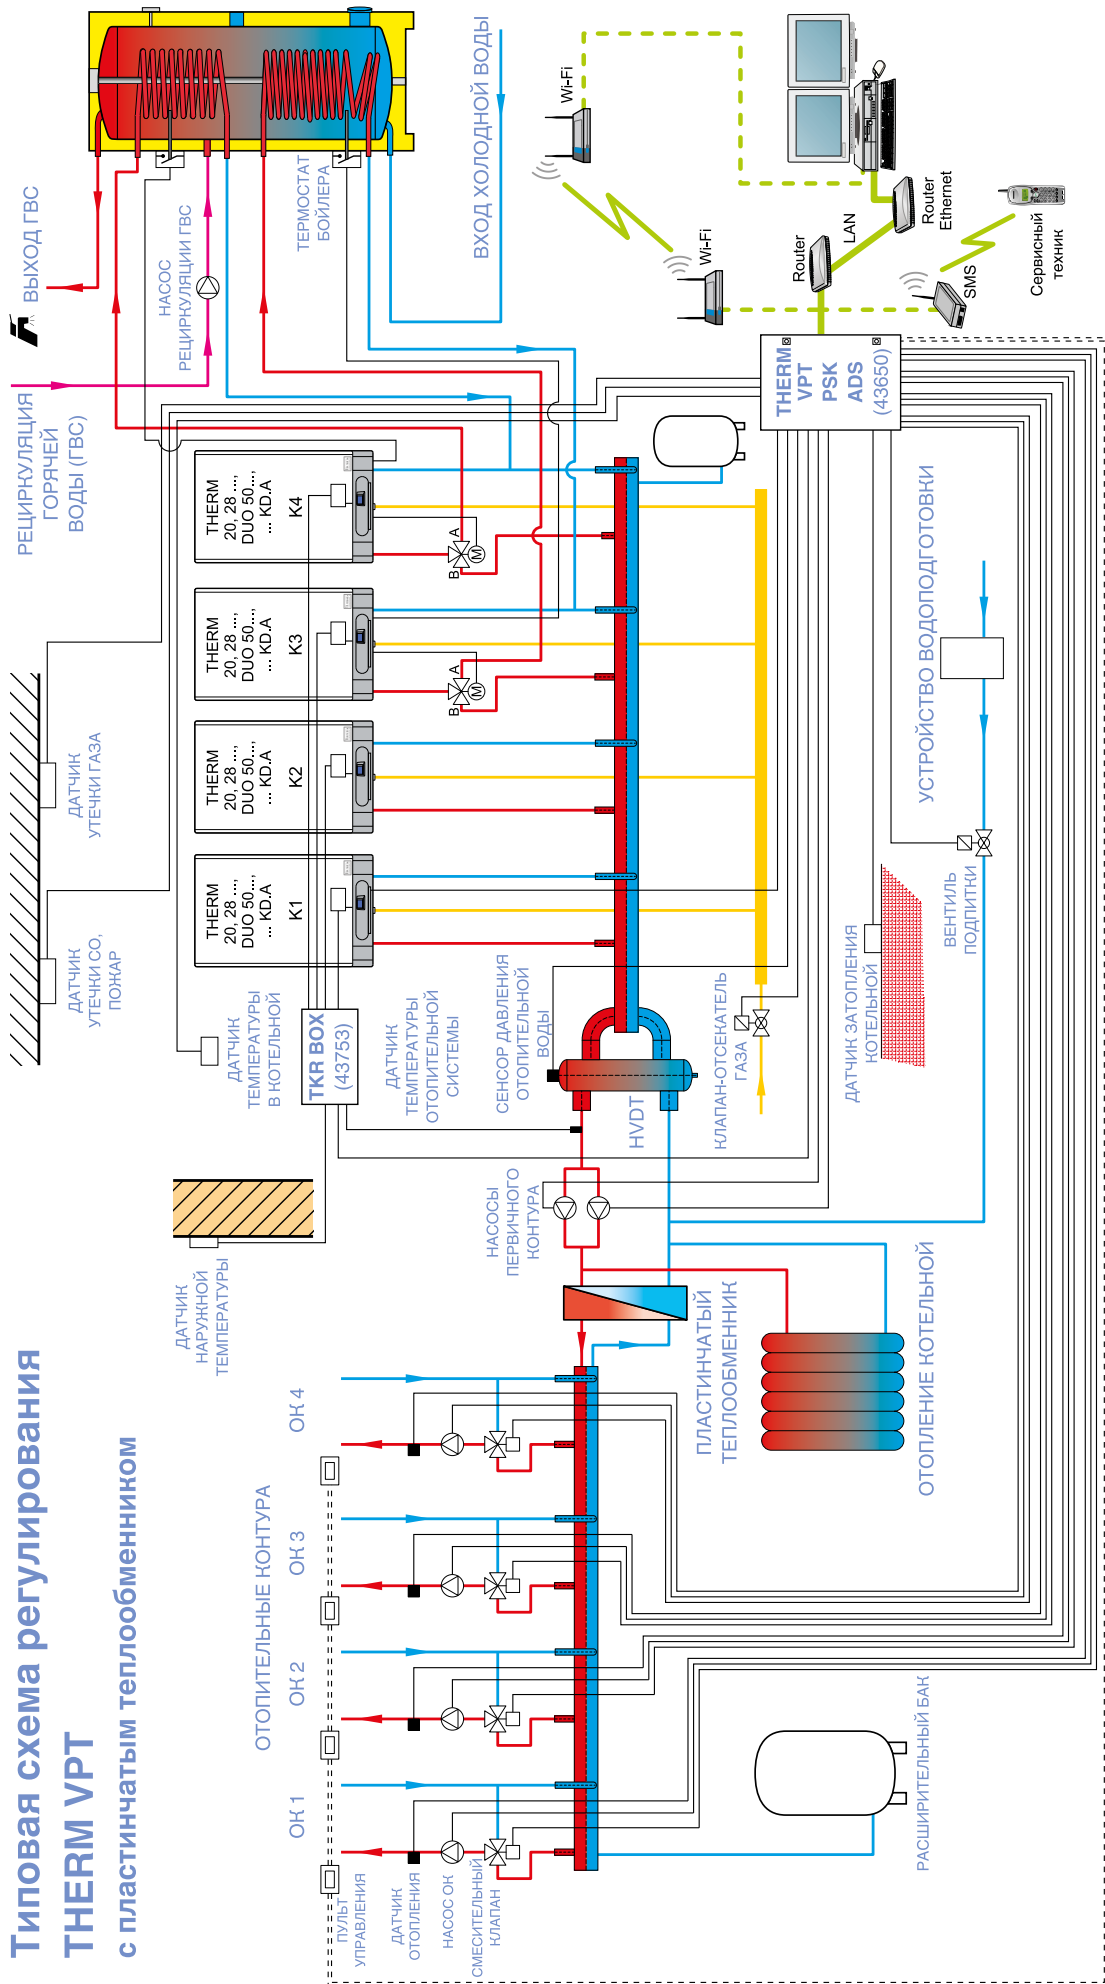 Типовая схема регулирования
THERM VPT
с пластинчатым теплообменником
ВЫХОД ГВС
РЕЦИРКУЛЯЦИЯ
ГОРЯЧЕЙ
ВОДЫ (ГВС)
НАСОС
РЕЦИРКУЛЯЦИИ ГВС
ТЕРМОСТАТ
БОЙЛЕРА
ВХОД ХОЛОДНОЙ ВОДЫ
ДАТЧИК
УТЕЧКИ ГАЗА
ДАТЧИК
УТЕЧКИ СО,
ПОЖАР
ДАТЧИК
ТЕМПЕРАТУРЫ
В КОТЕЛЬНОЙ
ДАТЧИК
НАРУЖНОЙ
ТЕМПЕРАТУРЫ
TKR BOX
(43753)
THERM
20, 28 ...,
DUO 50...,
... KD.A
K1
THERM
20, 28 ...,
DUO 50...,
... KD.A
K2
THERM
20, 28 ...,
DUO 50...,
... KD.A
K3
THERM
20, 28 ...,
DUO 50...,
... KD.A
K4
B
A
M
B
A
M
ДАТЧИК
ТЕМПЕРАТУРЫ
ОТОПИТЕЛЬНОЙ
СИСТЕМЫ
СЕНСОР ДАВЛЕНИЯ
ОТОПИТЕЛЬНОЙ
ВОДЫ
HVDT
НАСОСЫ
ПЕРВИЧНОГО
КОНТУРА
КЛАПАН-ОТСЕКАТЕЛЬ
ГАЗА
ПЛАСТИНЧАТЫЙ
ТЕПЛООБМЕННИК
ОТОПЛЕНИЕ КОТЕЛЬНОЙ
ДАТЧИК ЗАТОПЛЕНИЯ
КОТЕЛЬНОЙ
ВЕНТИЛЬ
ПОДПИТКИ
УСТРОЙСТВО ВОДОПОДГОТОВКИ
THERM
VPT
PSK
ADS
(43650)
Wi-Fi
Wi-Fi
Router
LAN
Router
Ethernet
SMS
Сервисный
техник
ОТОПИТЕЛЬНЫЕ КОНТУРА
ОК 1
ОК 2
ОК 3
ОК 4
ПУЛЬТ
УПРАВЛЕНИЯ
ДАТЧИК
ОТОПЛЕНИЯ
НАСОС ОК
СМЕСИТЕЛЬНЫЙ
КЛАПАН
РАСШИРИТЕЛЬНЫЙ БАК